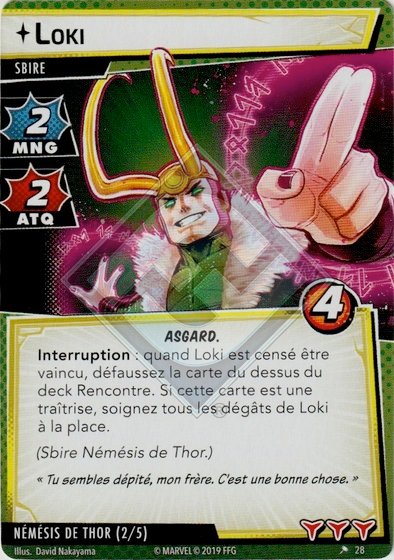 Loki
SBIRE
2
MNG
2
ATQ
4
ASGARD.
Interruption : quand Loki est censé être
vaincu, défaussez la carte du dessus du
deck Rencontre. Si cette carte est une
traîtrise, soignez tous les dégâts de Loki
à la place.
(Sbire Némésis de Thor.)
« Tu sembles dépité, mon frère. C'est une bonne chose. »
NÉMÉSIS DE THOR (2/5)
Illus. David Nakayama
© MARVEL © 2019 FFG
28